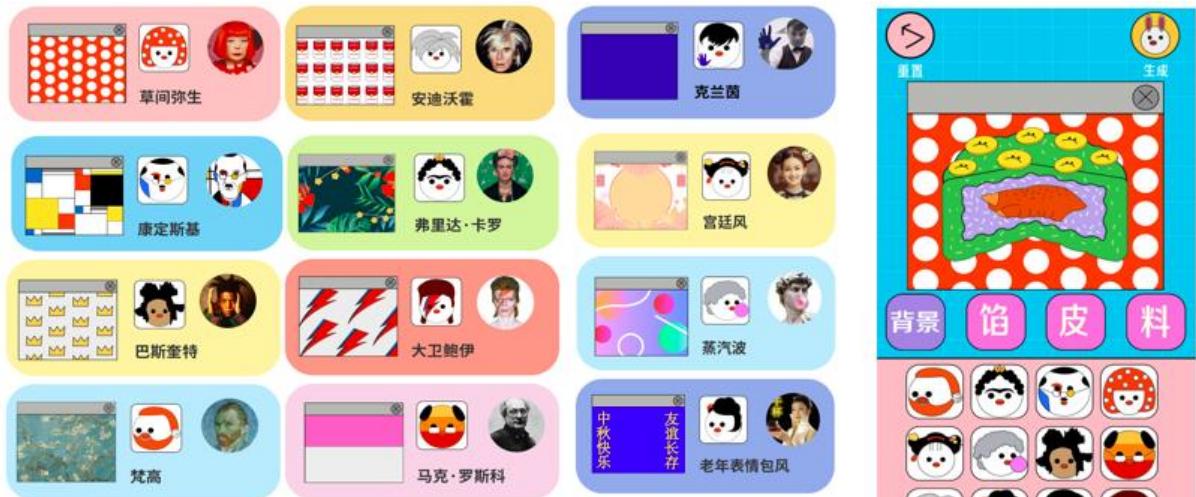 草间弥生
安迪沃霍
克兰茵
康定斯基
弗里达·卡罗
宫廷风
巴斯奎特
大卫鲍伊
蒸汽波
梵高
马克·罗斯科
中秋快乐
友谊长存
老年表情包风
重置
生成
背景
馅
皮
料